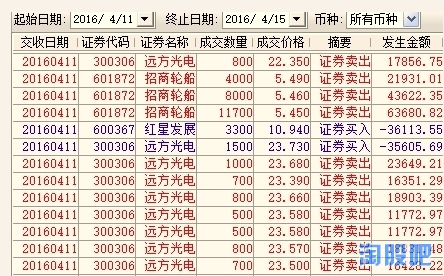 起始日期: 2016/ 4/11 终止日期: 2016/ 4/15 币种: 所有币种
交收日期 证券代码 证券名称 成交数量 成交价格 摘要 发生金额
20160411 300306 远方光电 800 22.350 证券卖出 17856.75
20160411 601872 招商轮船 4000 5.490 证券卖出 21931.01
20160411 601872 招商轮船 8000 5.460 证券卖出 43622.35
20160411 601872 招商轮船 11700 5.450 证券卖出 63680.82
20160411 600367 红星发展 3300 10.940 证券买入 -36113.55
20160411 300306 远方光电 1500 23.730 证券买入 -35605.69
20160411 300306 远方光电 1000 23.680 证券卖出 23649.21
20160411 300306 远方光电 700 23.390 证券卖出 16351.29
20160411 300306 远方光电 800 23.660 证券卖出 18903.39
20160411 300306 远方光电 500 23.580 证券卖出 11772.97
20160411 300306 远方光电 500 23.580 证券卖出 11772.97
20160411 300306 远方光电 800 23.570 证券卖出
20160411 300306 远方光电 700 23.500 证券卖出
淘股吧